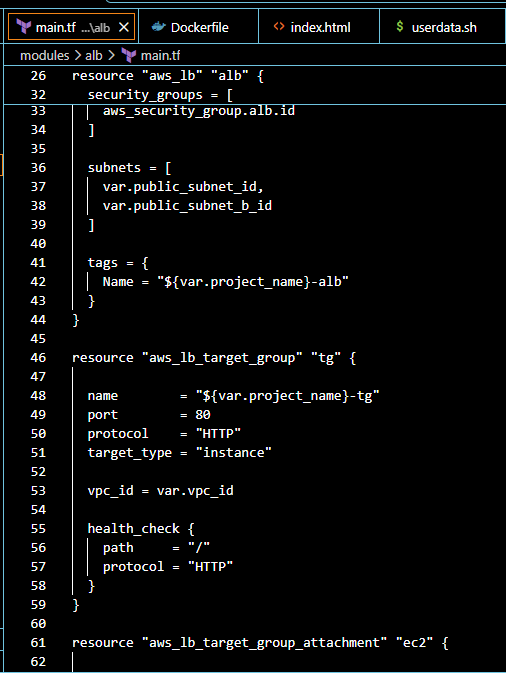 main.tf ...\alb
Dockerfile
index.html
$ userdata.sh
modules > alb > main.tf
26 resource "aws_lb" "alb" {
32   security_groups = [
33     aws_security_group.alb.id
34   ]
35
36   subnets = [
37     var.public_subnet_id,
38     var.public_subnet_b_id
39   ]
40
41   tags = {
42     Name = "${var.project_name}-alb"
43   }
44 }
45
46 resource "aws_lb_target_group" "tg" {
47
48   name        = "${var.project_name}-tg"
49   port        = 80
50   protocol    = "HTTP"
51   target_type = "instance"
52
53   vpc_id = var.vpc_id
54
55   health_check {
56     path     = "/"
57     protocol = "HTTP"
58   }
59 }
60
61 resource "aws_lb_target_group_attachment" "ec2" {
62